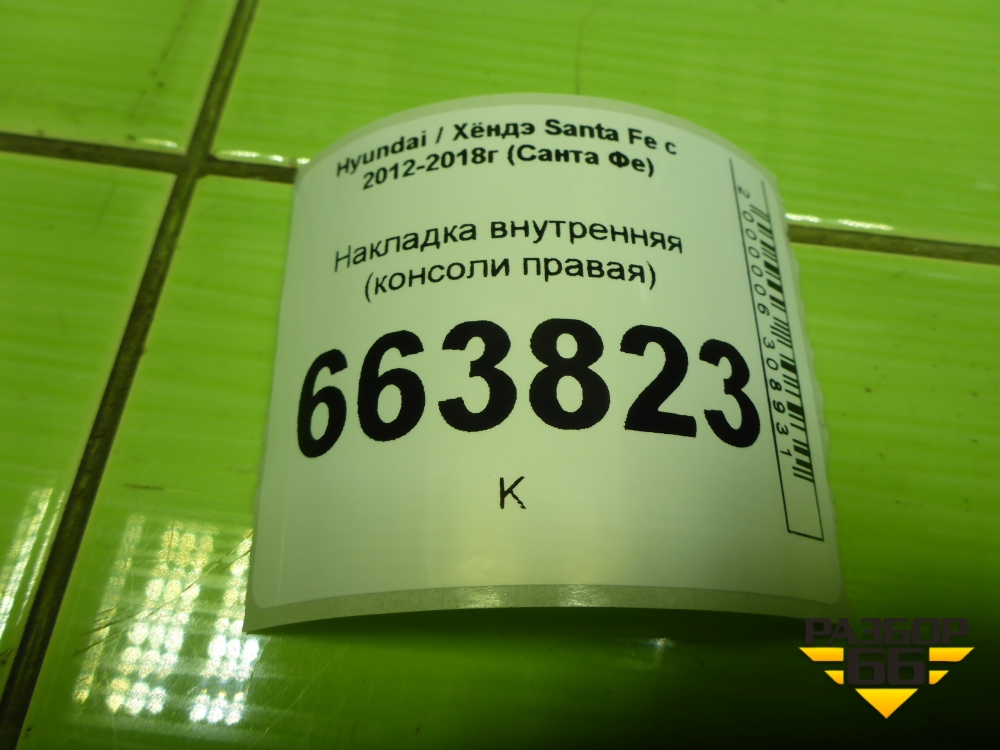 Hyundai / Хёндэ Santa Fe с
2012-2018г (Санта Фе)
Накладка внутренняя
(консоли правая)
663823
К
2000006308931
РАЗБОР
66